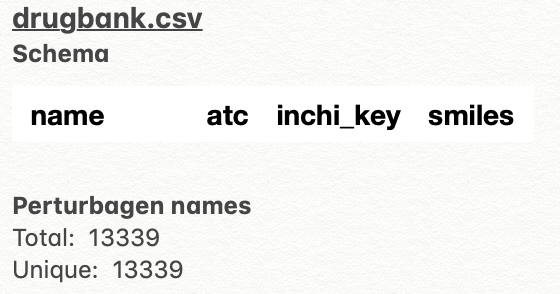 drugbank.csv
Schema
name atc inchi_key smiles
Perturbagen names
Total: 13339
Unique: 13339